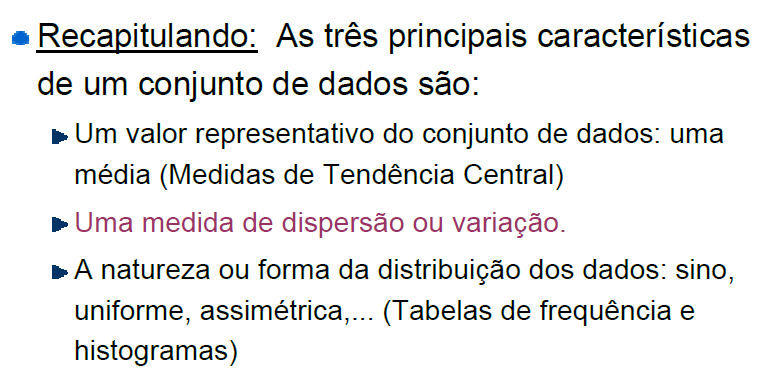 Recapitulando: As três principais características
de um conjunto de dados são:
Um valor representativo do conjunto de dados: uma
média (Medidas de Tendência Central)
Uma medida de dispersão ou variação.
A natureza ou forma da distribuição dos dados: sino,
uniforme, assimétrica,... (Tabelas de frequência e
histogramas)